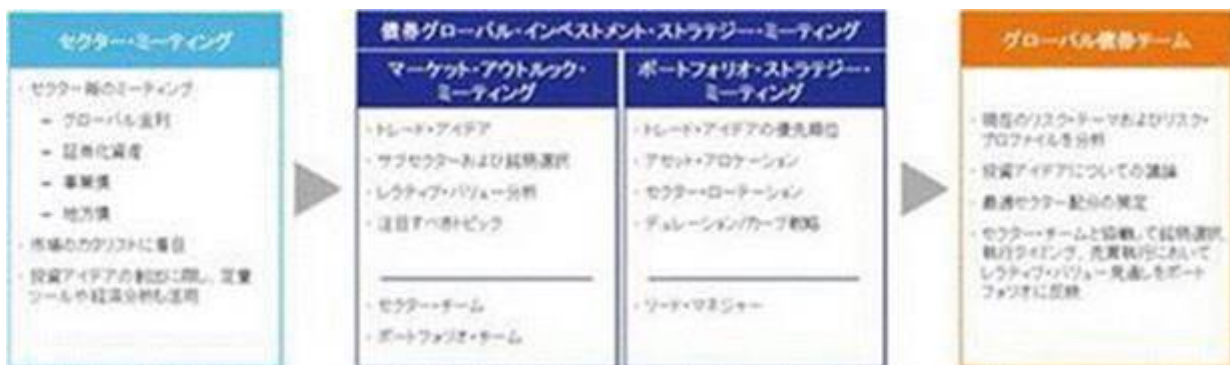 セクター・ミーティング
・セクター毎のミーティング
－ グローバル金利
－ 証券化資産
－ 事業債
－ 地方債
・市場のカタリストに着目
・投資アイデアの創出に際し、定量
ツールや経済分析も活用
債券グローバル・インベストメント・ストラテジー・ミーティング
マーケット・アウトルック・
ミーティング
・トレード・アイデア
・サブセクターおよび銘柄選択
・レラティブ・バリュー分析
・注目すべきトピック
・セクター・チーム
・ポートフォリオ・チーム
ポートフォリオ・ストラテジー・
ミーティング
・トレード・アイデアの優先順位
・アセット・アロケーション
・セクター・ローテーション
・デュレーション/カーブ戦略
・リード・マネジャー
グローバル債券チーム
・現在のリスク・テーマおよびリスク・
プロファイルを分析
・投資アイデアについての議論
・最適セクター配分の策定
・セクター・チームと協働して銘柄選択、
執行タイミング、売買執行において
レラティブ・バリュー見通しをポート
フォリオに反映